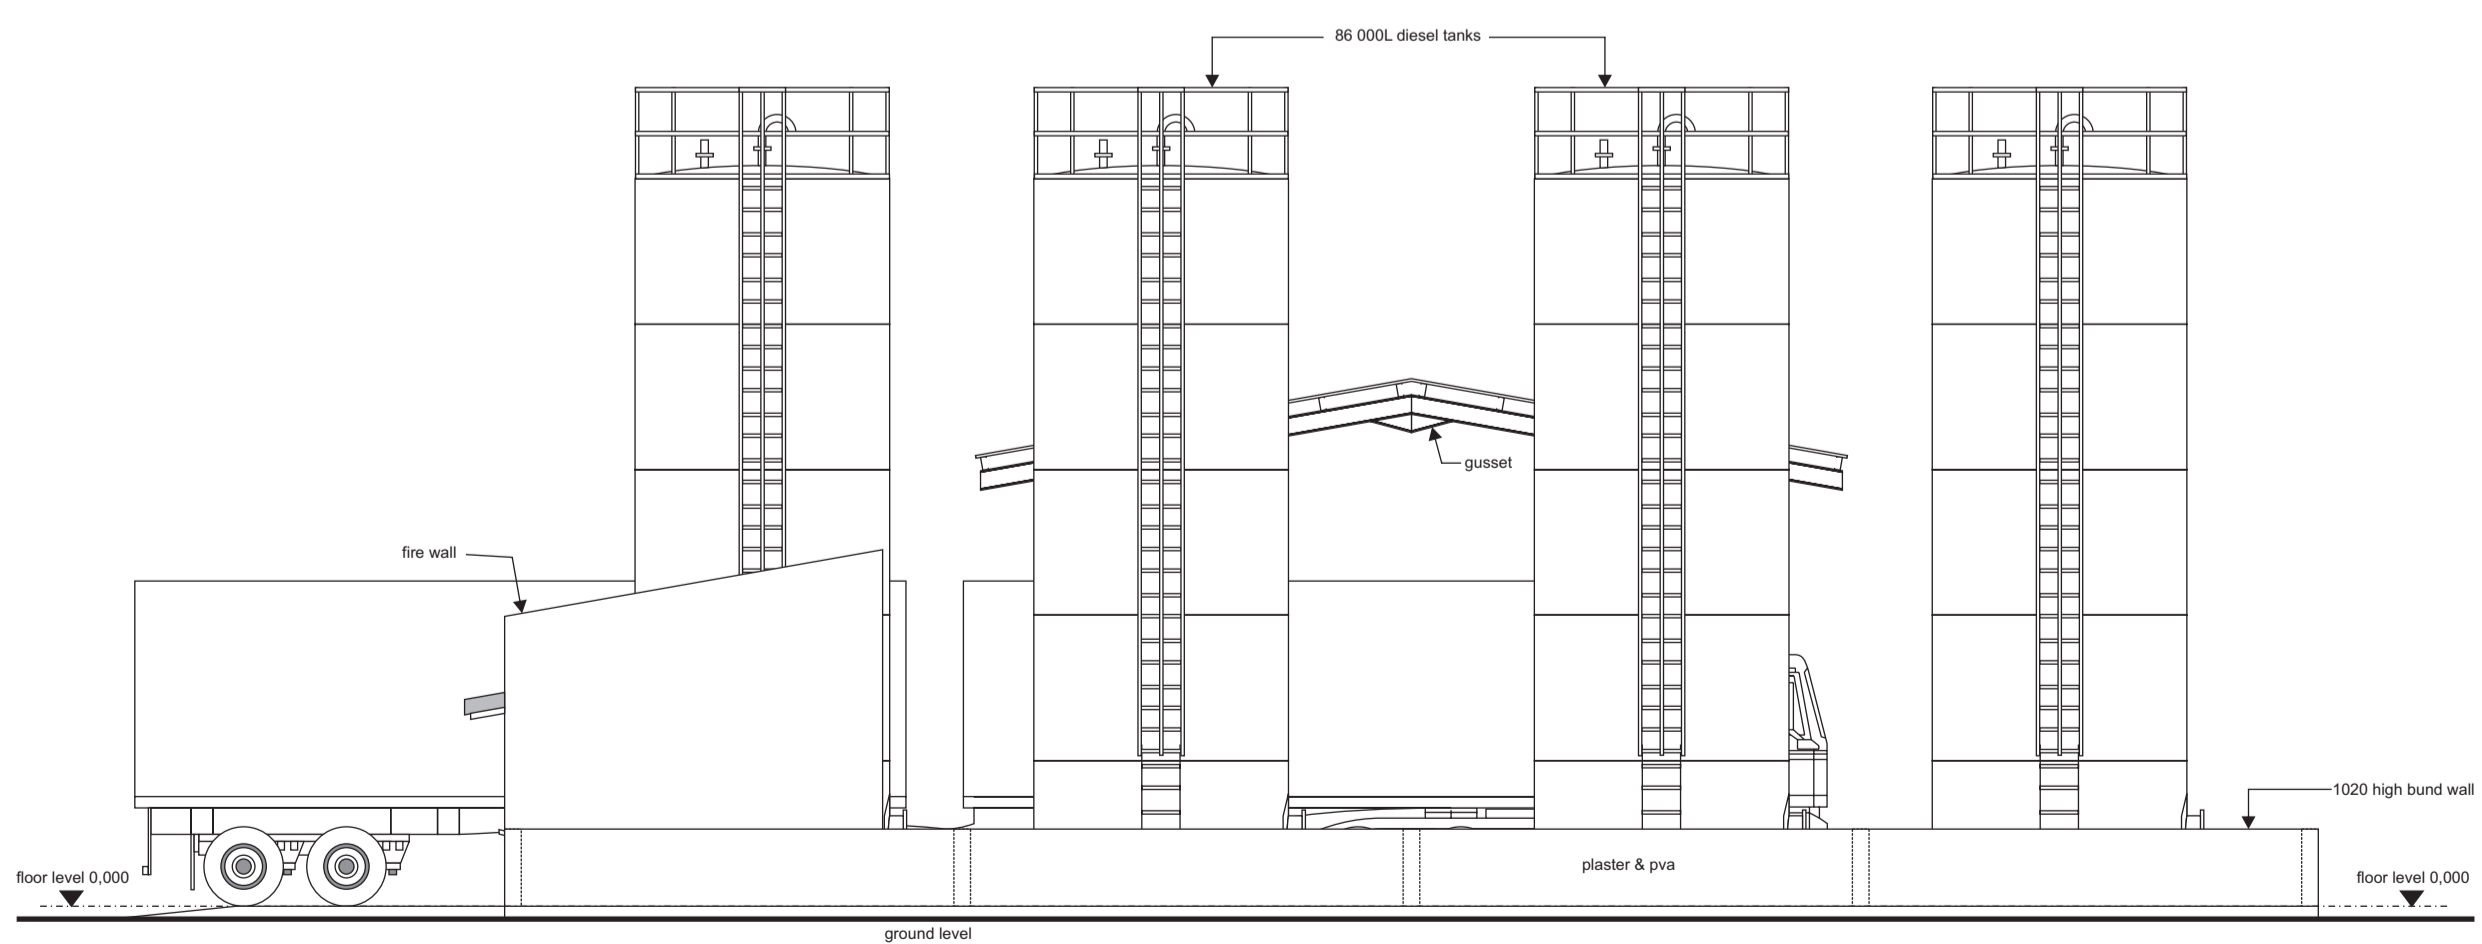 86 000L diesel tanks
gusset
fire wall
1020 high bund wall
plaster & pva
floor level 0,000
floor level 0,000
ground level